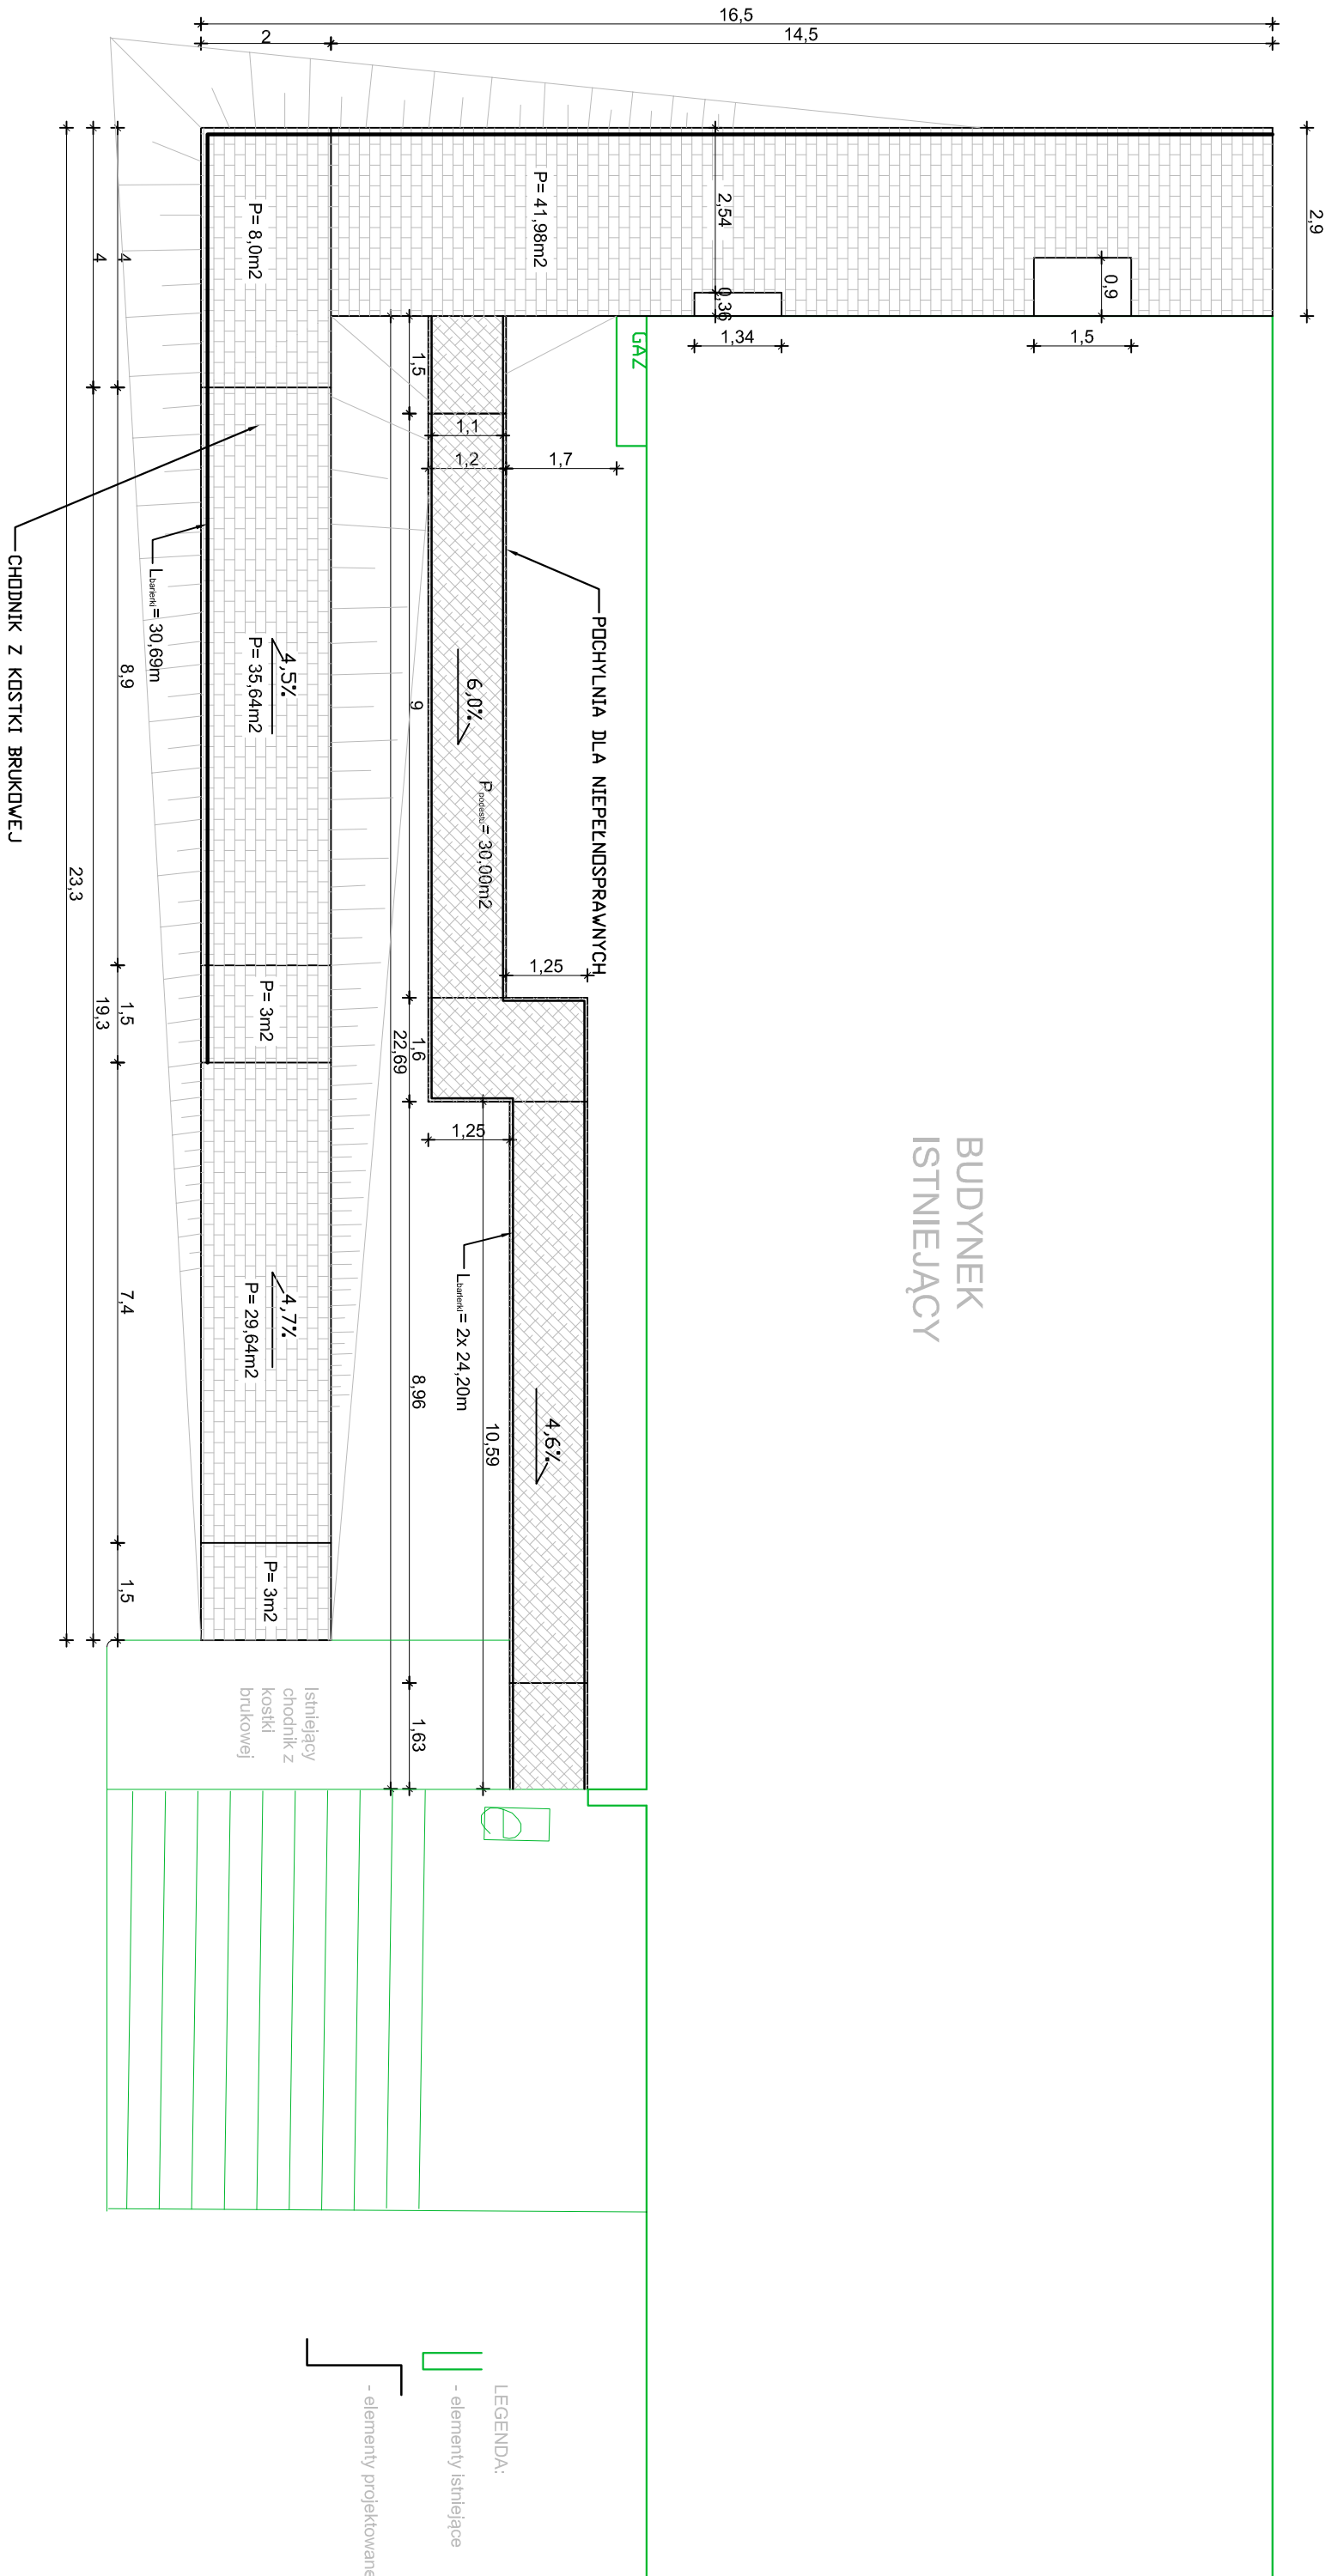 16,5
2
14,5
2,9
P= 8,0m2
P= 41,98m2
2,54
0,36
0,9
1,34
1,5
4
4
GAZ
1,5
1,1
1,2
1,7
CHODNIK Z KOSTKI BRUKOWEJ
Lbarierki= 30,69m
8,9
4,5%
P= 35,64m2
9
6,0%
Ppodestu= 30,00m2
POCHYLNIA DLA NIEPEŁNOSPRAWNYCH
23,3
19,3
1,5
P= 3m2
1,25
1,6
22,69
1,25
BUDYNEK
ISTNIEJĄCY
7,4
4,7%
P= 29,64m2
Lbarierki= 2x 24,20m
8,96
10,59
4,6%
1,5
P= 3m2
Istniejący
chodnik z
kostki
brukowej
1,63
LEGENDA:
- elementy istniejące
- elementy projektowane